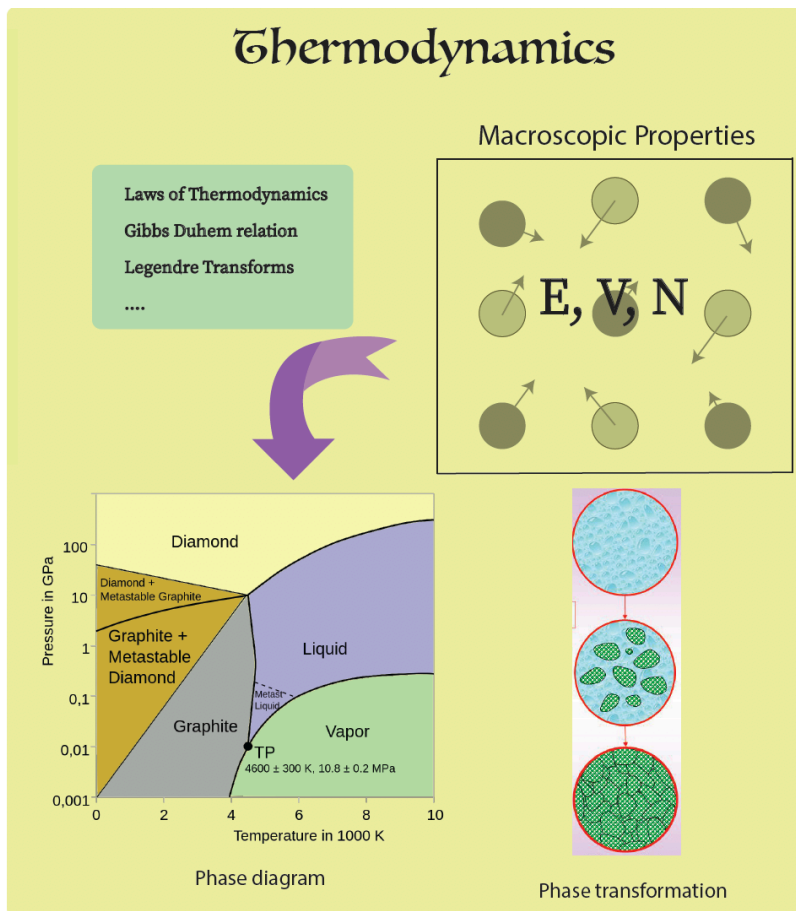 Thermodynamics
Macroscopic Properties
Laws of Thermodynamics
Gibbs Duhem relation
Legendre Transforms
....
E, V, N
Pressure in GPa
100
10
1
0,1
0,01
0,001
Diamond
Diamond +
Metastable Graphite
Graphite +
Metastable
Diamond
Graphite
Liquid
Metast
Liquid
Vapor
TP
4600 ± 300 K, 10.8 ± 0.2 MPa
0
2
4
6
8
10
Temperature in 1000 K
Phase diagram
Phase transformation